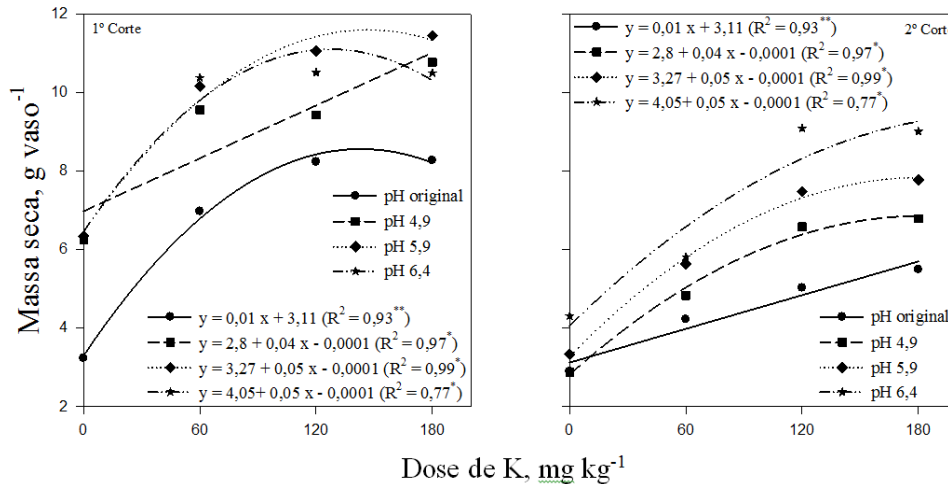 Massa seca, g vaso⁻¹
12
10
8
6
4
2
1º Corte
pH original
pH 4,9
pH 5,9
pH 6,4
y = 0,01 x + 3,11 (R² = 0,93**)
y = 2,8 + 0,04 x - 0,0001 (R² = 0,97*)
y = 3,27 + 0,05 x - 0,0001 (R² = 0,99*)
y = 4,05+ 0,05 x - 0,0001 (R² = 0,77*)
0 60 120 180
y = 0,01 x + 3,11 (R² = 0,93**)
2º Corte
y = 2,8 + 0,04 x - 0,0001 (R² = 0,97*)
y = 3,27 + 0,05 x - 0,0001 (R² = 0,99*)
y = 4,05+ 0,05 x - 0,0001 (R² = 0,77*)
pH original
pH 4,9
pH 5,9
pH 6,4
0 60 120 180
Dose de K, mg kg⁻¹